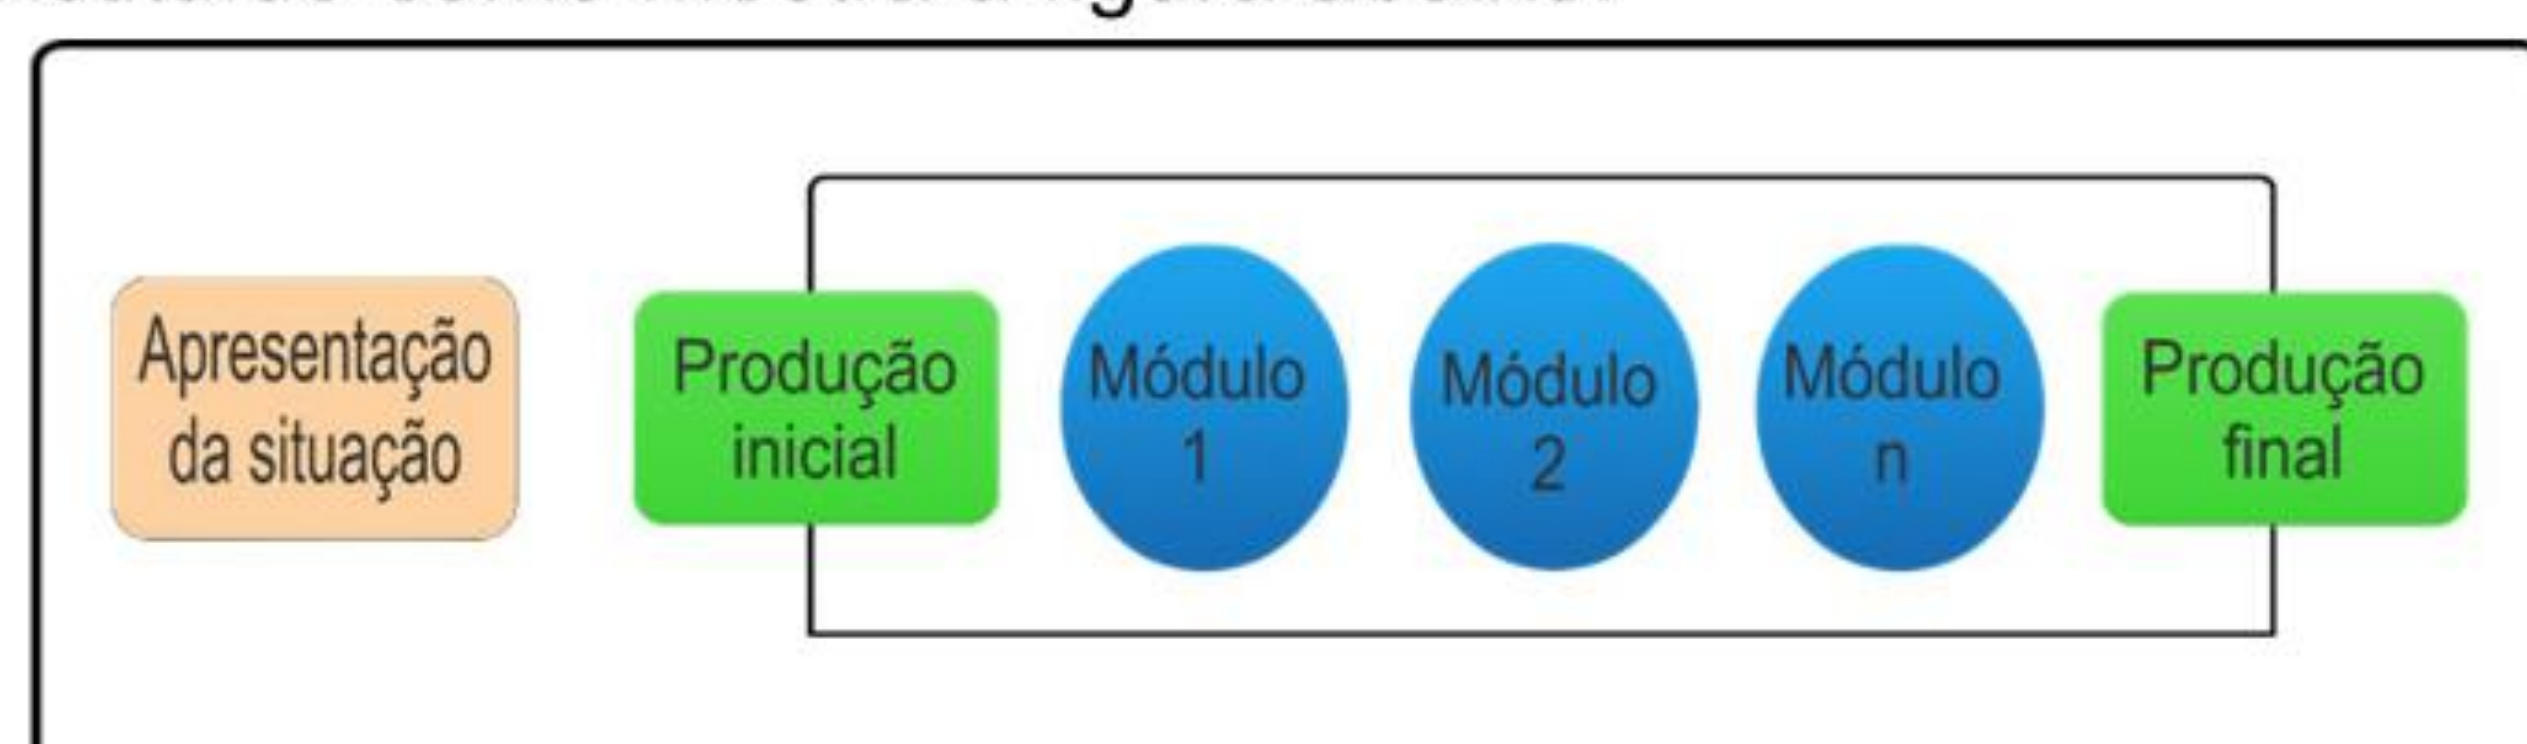 Apresentação
da situação
Produção
inicial
Módulo
1
Módulo
2
Módulo
n
Produção
final